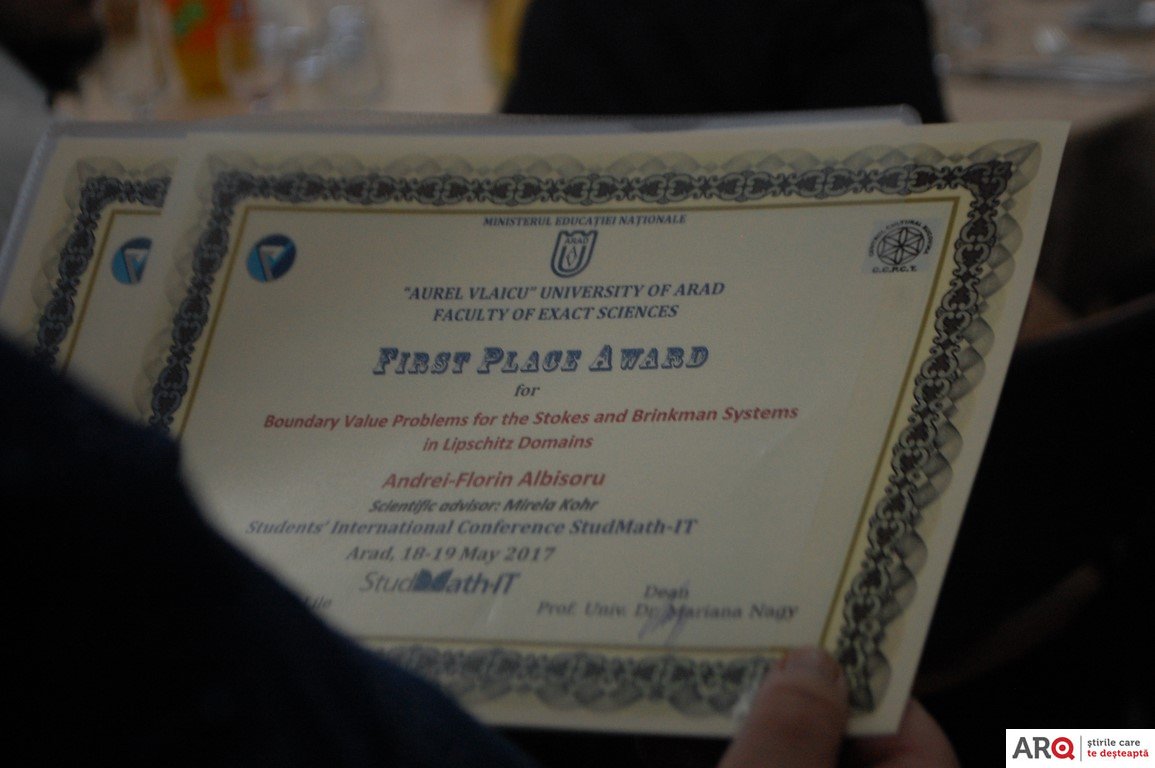 MINISTERUL EDUCAȚIEI NAȚIONALE
ARAD
C.C.P.C.T.
"AUREL VLAICU" UNIVERSITY OF ARAD
FACULTY OF EXACT SCIENCES
FIRST PLACE AWARD
for
Boundary Value Problems for the Stokes and Brinkman Systems
in Lipschitz Domains
Andrei-Florin Albisoru
Scientific advisor: Mirela Kohr
Students' International Conference StudMath-IT
Arad, 18-19 May 2017
StudMath-IT
Dean
Prof. Univ. Dr. Mariana Nagy
ARQ
știrile care
te deșteaptă